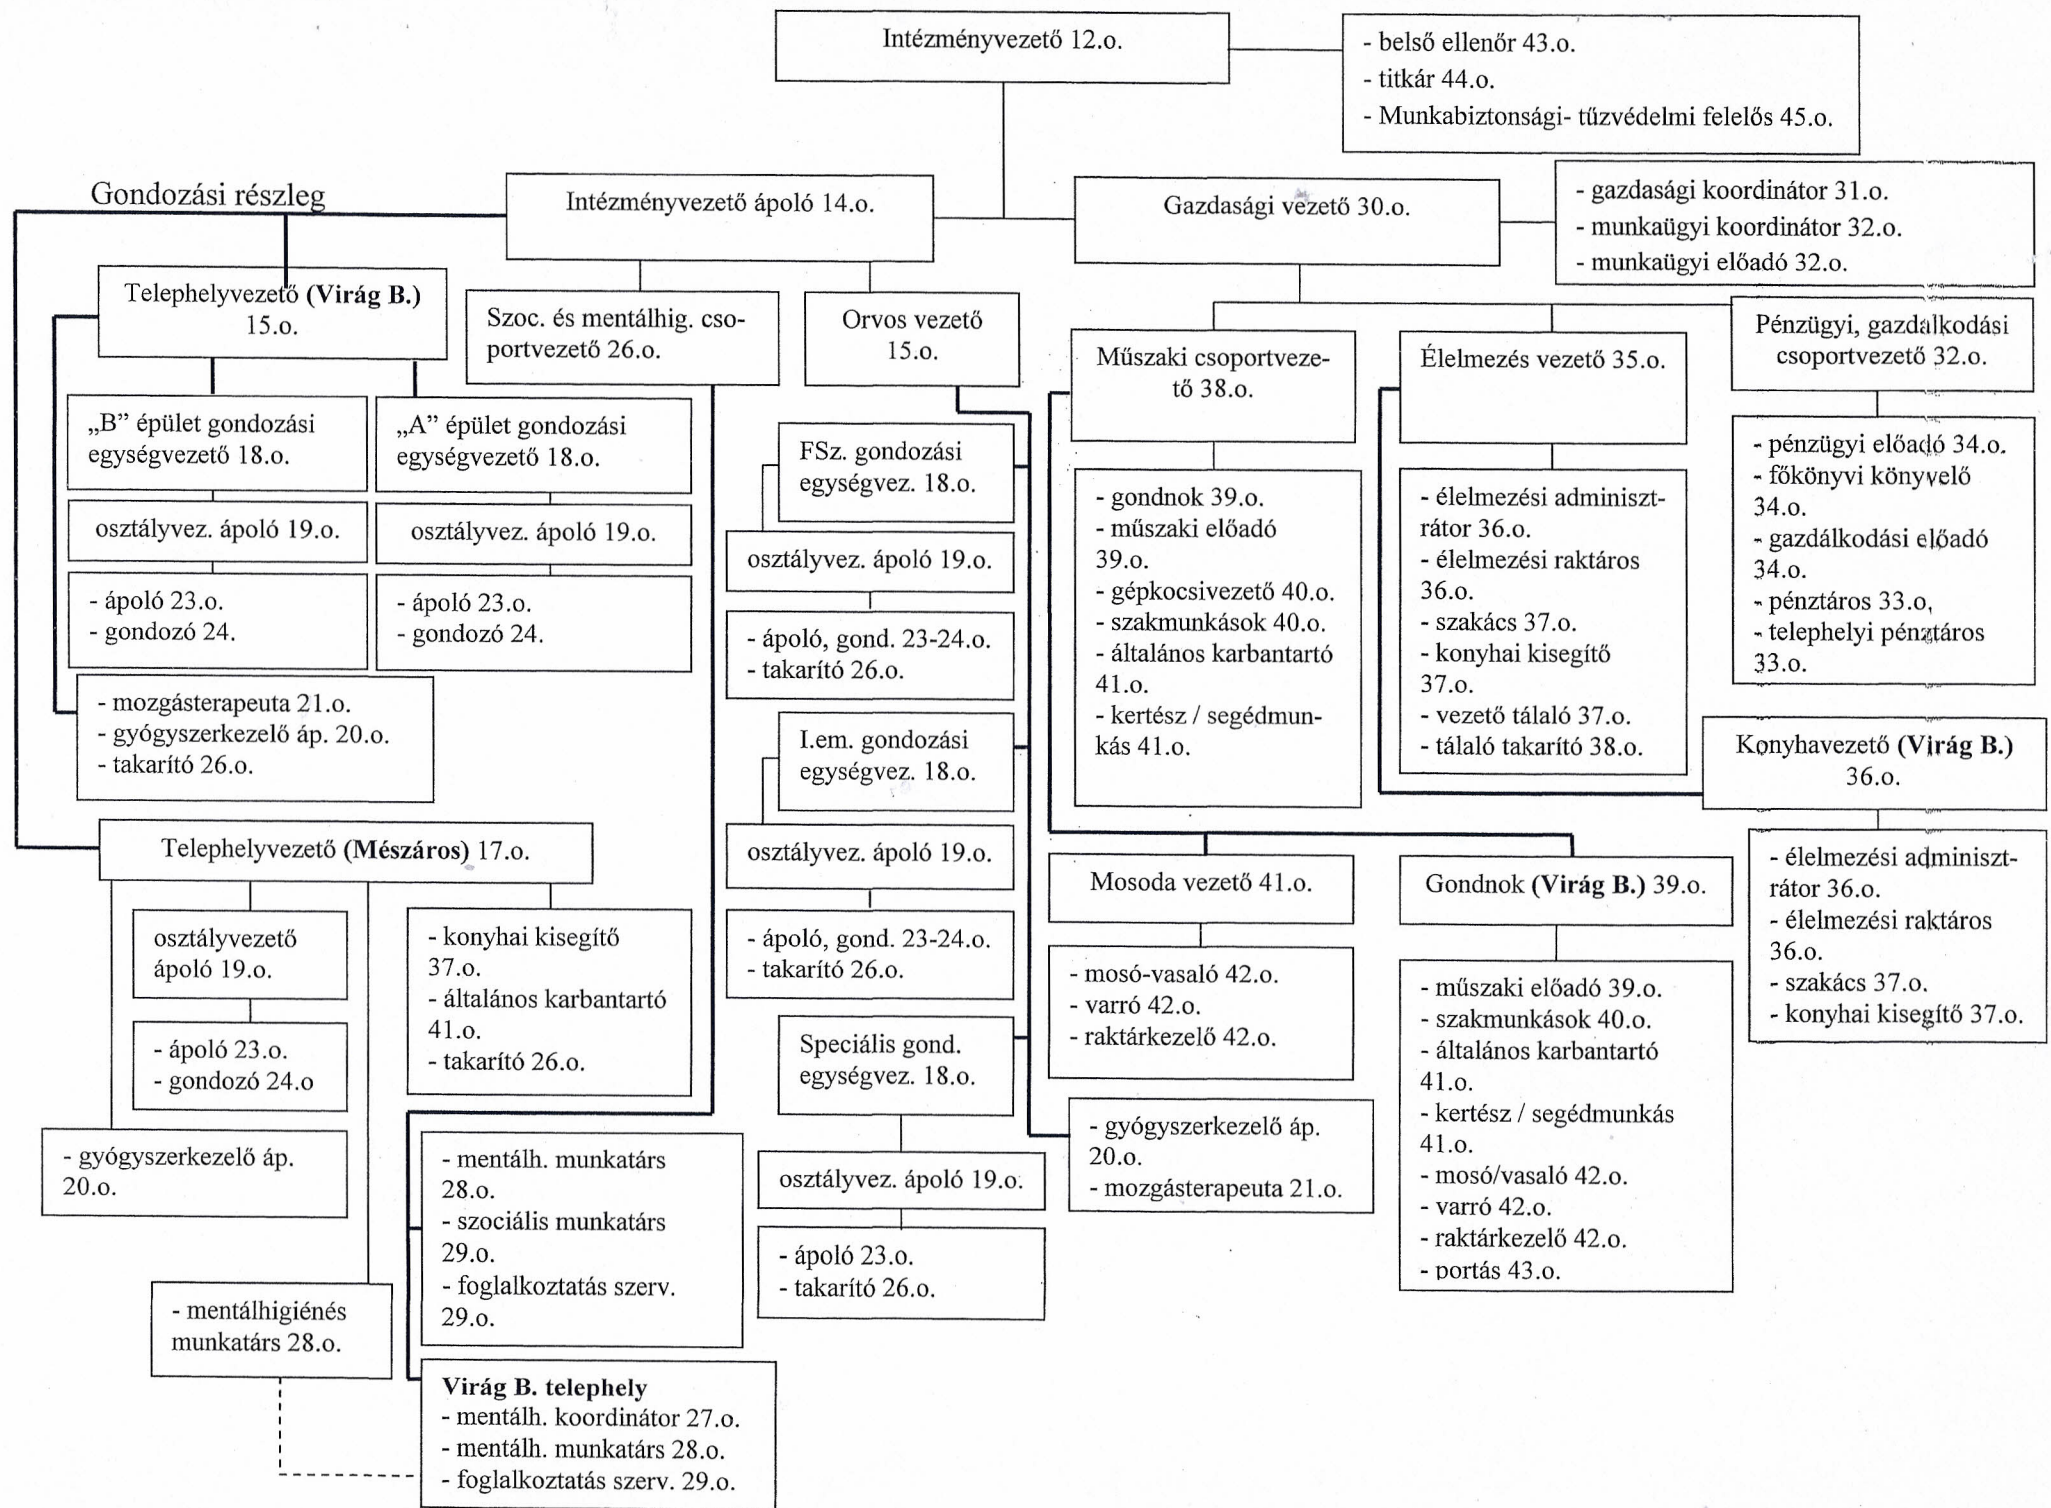 Intézményvezető 12.o.
- belső ellenőr 43.o.
- titkár 44.o.
- Munkabiztonsági- tűzvédelmi felelős 45.o.
Gondozási részleg
Intézményvezető ápoló 14.o.
Gazdasági vezető 30.o.
- gazdasági koordinátor 31.o.
- munkaügyi koordinátor 32.o.
- munkaügyi előadó 32.o.
Telephelyvezető (Virág B.)
15.o.
Szoc. és mentálhig. cso-
portvezető 26.o.
Orvos vezető
15.o.
Műszaki csoportveze-
tő 38.o.
Élelmezés vezető 35.o.
Pénzügyi, gazdálkodási
csoportvezető 32.o.
„B” épület gondozási
egységvezető 18.o.
„A” épület gondozási
egységvezető 18.o.
osztályvez. ápoló 19.o.
osztályvez. ápoló 19.o.
- ápoló 23.o.
- gondozó 24.
- ápoló 23.o.
- gondozó 24.
- mozgásterapeuta 21.o.
- gyógyszerkezelő áp. 20.o.
- takarító 26.o.
FSz. gondozási
egységvez. 18.o.
osztályvez. ápoló 19.o.
- ápoló, gond. 23-24.o.
- takarító 26.o.
I.em. gondozási
egységvez. 18.o.
osztályvez. ápoló 19.o.
- ápoló, gond. 23-24.o.
- takarító 26.o.
Speciális gond.
egységvez. 18.o.
osztályvez. ápoló 19.o.
- ápoló 23.o.
- takarító 26.o.
- gondnok 39.o.
- műszaki előadó
39.o.
- gépkocsivezető 40.o.
- szakmunkások 40.o.
- általános karbantartó
41.o.
- kertész / segédmun-
kás 41.o.
- élelmezési adminiszt-
rátor 36.o.
- élelmezési raktáros
36.o.
- szakács 37.o.
- konyhai kisegítő
37.o.
- vezető tálaló 37.o.
- tálaló takarító 38.o.
- pénzügyi előadó 34.o.
- főkönyvi könyvelő
34.o.
- gazdálkodási előadó
34.o.
- pénztáros 33.o,
- telephelyi pénztáros
33.o.
Konyhavezető (Virág B.)
36.o.
- élelmezési adminiszt-
rátor 36.o.
- élelmezési raktáros
36.o.
- szakács 37.o.
- konyhai kisegítő 37.o.
Telephelyvezető (Mészáros) 17.o.
osztályvezető
ápoló 19.o.
- ápoló 23.o.
- gondozó 24.o
- konyhai kisegítő
37.o.
- általános karbantartó
41.o.
- takarító 26.o.
- gyógyszerkezelő áp.
20.o.
- mentálhigiénés
munkatárs 28.o.
- mentálh. munkatárs
28.o.
- szociális munkatárs
29.o.
- foglalkoztatás szerv.
29.o.
Virág B. telephely
- mentálh. koordinátor 27.o.
- mentálh. munkatárs 28.o.
- foglalkoztatás szerv. 29.o.
Mosoda vezető 41.o.
- mosó-vasaló 42.o.
- varró 42.o.
- raktárkezelő 42.o.
- gyógyszerkezelő áp.
20.o.
- mozgásterapeuta 21.o.
Gondnok (Virág B.) 39.o.
- műszaki előadó 39.o.
- szakmunkások 40.o.
- általános karbantartó
41.o.
- kertész / segédmunkás
41.o.
- mosó/vasaló 42.o.
- varró 42.o.
- raktárkezelő 42.o.
- portás 43.o.